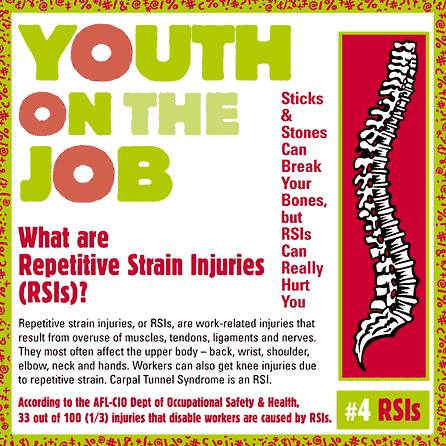 YOUTH
ON THE
JOB
Sticks
&
Stones
Can
Break
Your
Bones,
but
RSIs
Can
Really
Hurt
You
What are
Repetitive Strain Injuries
(RSIs)?
Repetitive strain injuries, or RSIs, are work-related injuries that
result from overuse of muscles, tendons, ligaments and nerves.
They most often affect the upper body – back, wrist, shoulder,
elbow, neck and hands. Workers can also get knee injuries due
to repetitive strain. Carpal Tunnel Syndrome is an RSI.
According to the AFL-CIO Dept of Occupational Safety & Health,
33 out of 100 (1/3) injuries that disable workers are caused by RSIs.
#4 RSIs